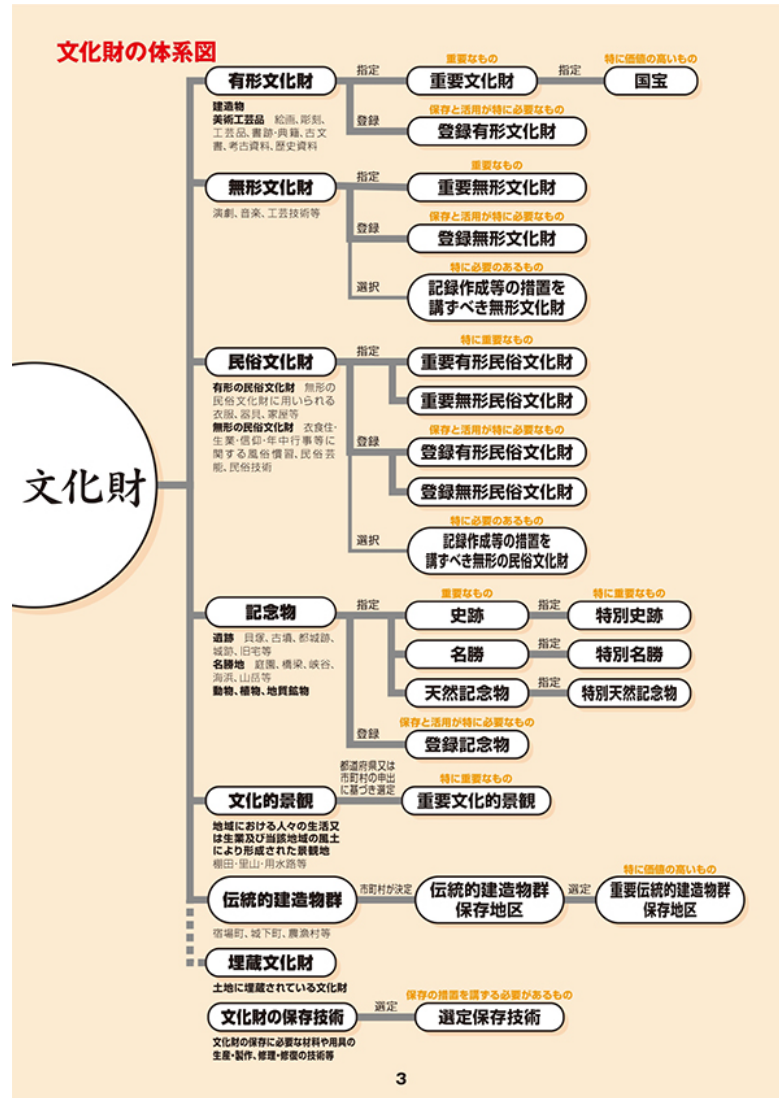 文化財の体系図
文化財
有形文化財
建造物
美術工芸品 絵画、彫刻、
工芸品、書跡・典籍、古文
書、考古資料、歴史資料
指定
重要なもの
重要文化財
指定
特に価値の高いもの
国宝
登録
保存と活用が特に必要なもの
登録有形文化財
無形文化財
演劇、音楽、工芸技術等
指定
重要なもの
重要無形文化財
登録
保存と活用が特に必要なもの
登録無形文化財
選択
特に必要のあるもの
記録作成等の措置を
講ずべき無形文化財
民俗文化財
有形の民俗文化財 無形の
民俗文化財に用いられる
衣服、器具、家屋等
無形の民俗文化財 衣食住・
生業・信仰・年中行事等に
関する風俗慣習、民俗芸
能、民俗技術
指定
特に重要なもの
重要有形民俗文化財
重要無形民俗文化財
登録
保存と活用が特に必要なもの
登録有形民俗文化財
登録無形民俗文化財
選択
特に必要のあるもの
記録作成等の措置を
講ずべき無形の民俗文化財
記念物
遺跡 貝塚、古墳、都城跡、
城跡、旧宅等
名勝地 庭園、橋梁、峡谷、
海浜、山岳等
動物、植物、地質鉱物
指定
重要なもの
史跡
指定
特に重要なもの
特別史跡
名勝
指定
特別名勝
天然記念物
指定
特別天然記念物
登録
保存と活用が特に必要なもの
登録記念物
文化的景観
地域における人々の生活又
は生業及び当該地域の風土
により形成された景観地
棚田・里山・用水路等
都道府県又は
市町村の申出
に基づき選定
特に重要なもの
重要文化的景観
伝統的建造物群
宿場町、城下町、農漁村等
市町村が決定
伝統的建造物群
保存地区
選定
特に価値の高いもの
重要伝統的建造物群
保存地区
埋蔵文化財
土地に埋蔵されている文化財
文化財の保存技術
文化財の保存に必要な材料や用具の
生産・製作、修理・修復の技術等
選定
保存の措置を講ずる必要があるもの
選定保存技術
3